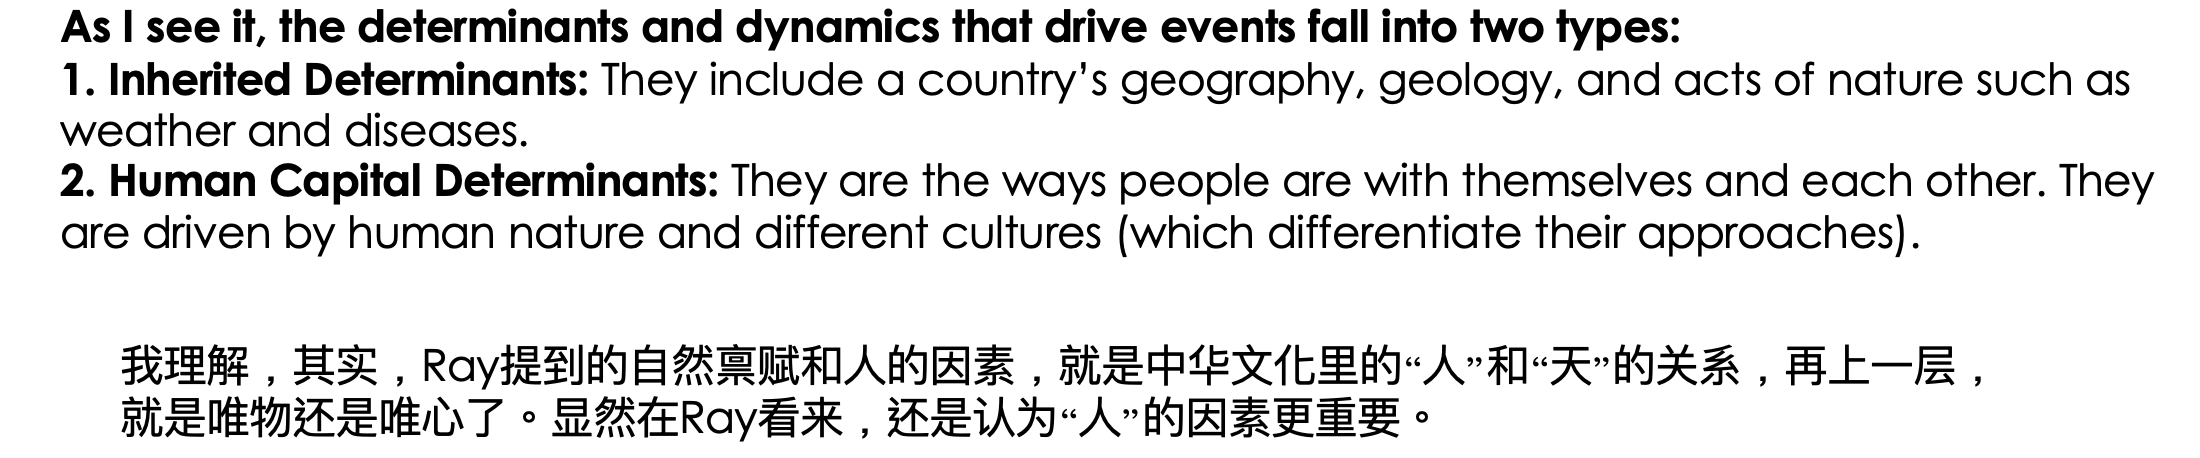 As I see it, the determinants and dynamics that drive events fall into two types:
1. Inherited Determinants: They include a country’s geography, geology, and acts of nature such as
weather and diseases.
2. Human Capital Determinants: They are the ways people are with themselves and each other. They
are driven by human nature and different cultures (which differentiate their approaches).
我理解，其实，Ray提到的自然禀赋和人的因素，就是中华文化里的“人”和“天”的关系，再上一层，
就是唯物还是唯心了。显然在Ray看来，还是认为“人”的因素更重要。